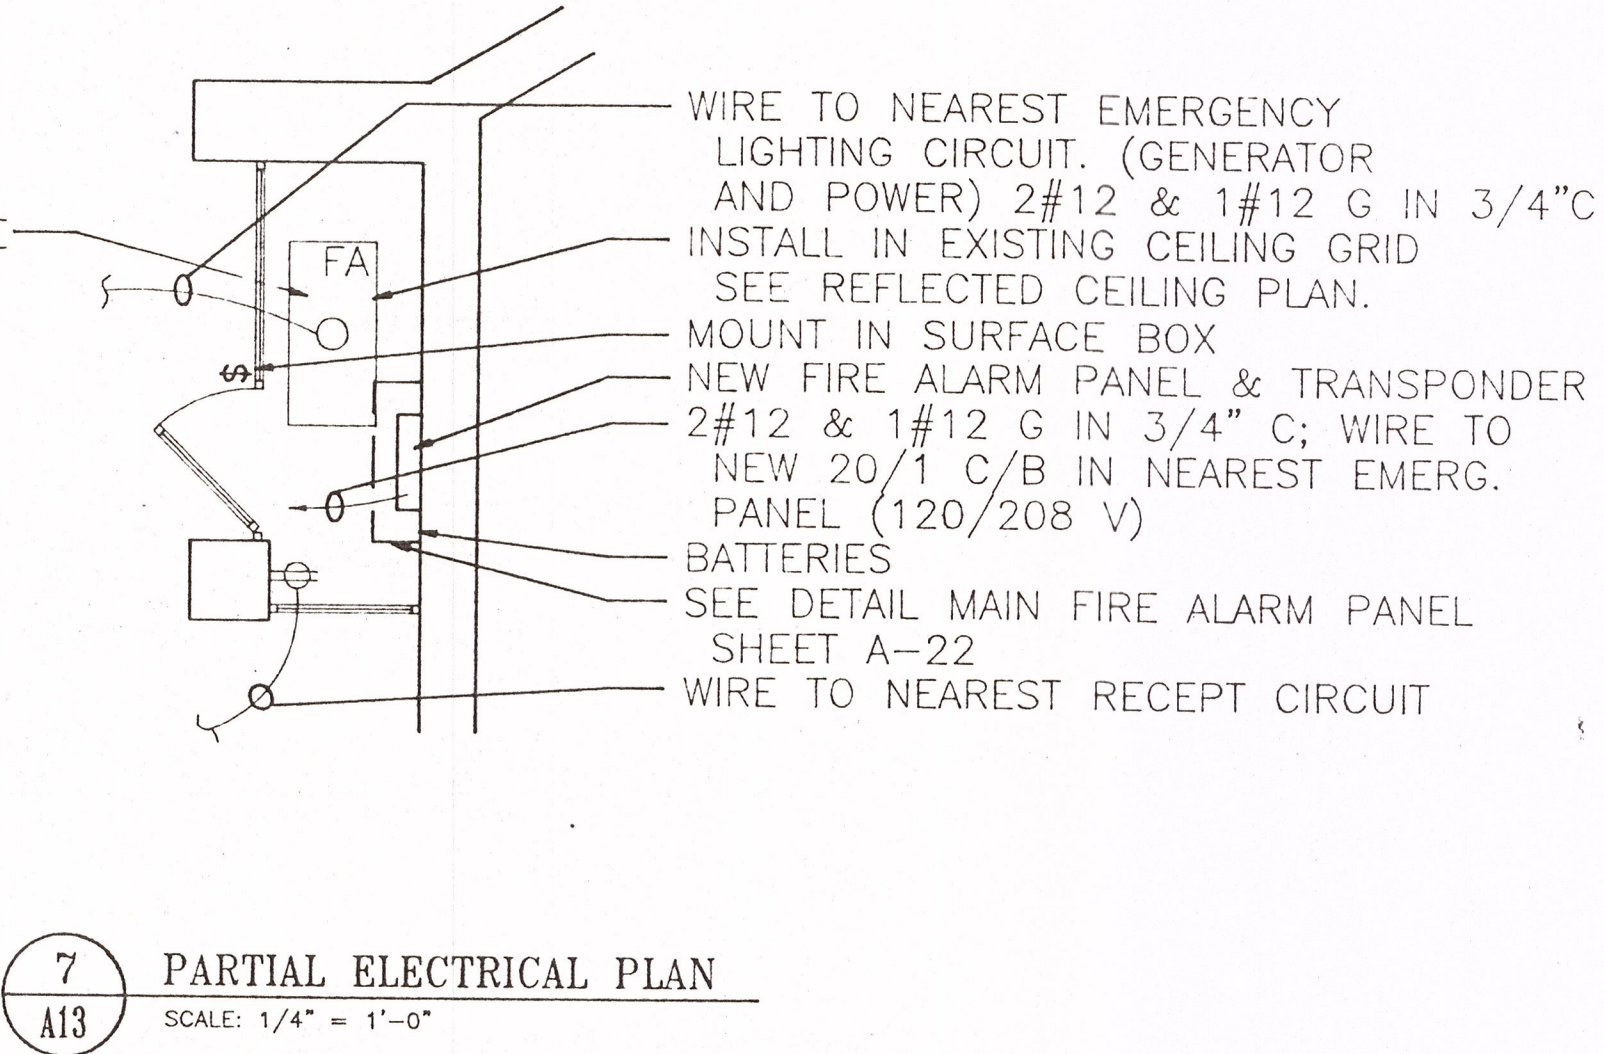 WIRE TO NEAREST EMERGENCY
LIGHTING CIRCUIT. (GENERATOR
AND POWER) 2#12 & 1#12 G IN 3/4"C
INSTALL IN EXISTING CEILING GRID
SEE REFLECTED CEILING PLAN.
MOUNT IN SURFACE BOX
NEW FIRE ALARM PANEL & TRANSPONDER
2#12 & 1#12 G IN 3/4" C; WIRE TO
NEW 20/1 C/B IN NEAREST EMERG.
PANEL (120/208 V)
BATTERIES
SEE DETAIL MAIN FIRE ALARM PANEL
SHEET A-22
WIRE TO NEAREST RECEPT CIRCUIT
FA
$
7
A13
PARTIAL ELECTRICAL PLAN
SCALE: 1/4" = 1'-0"